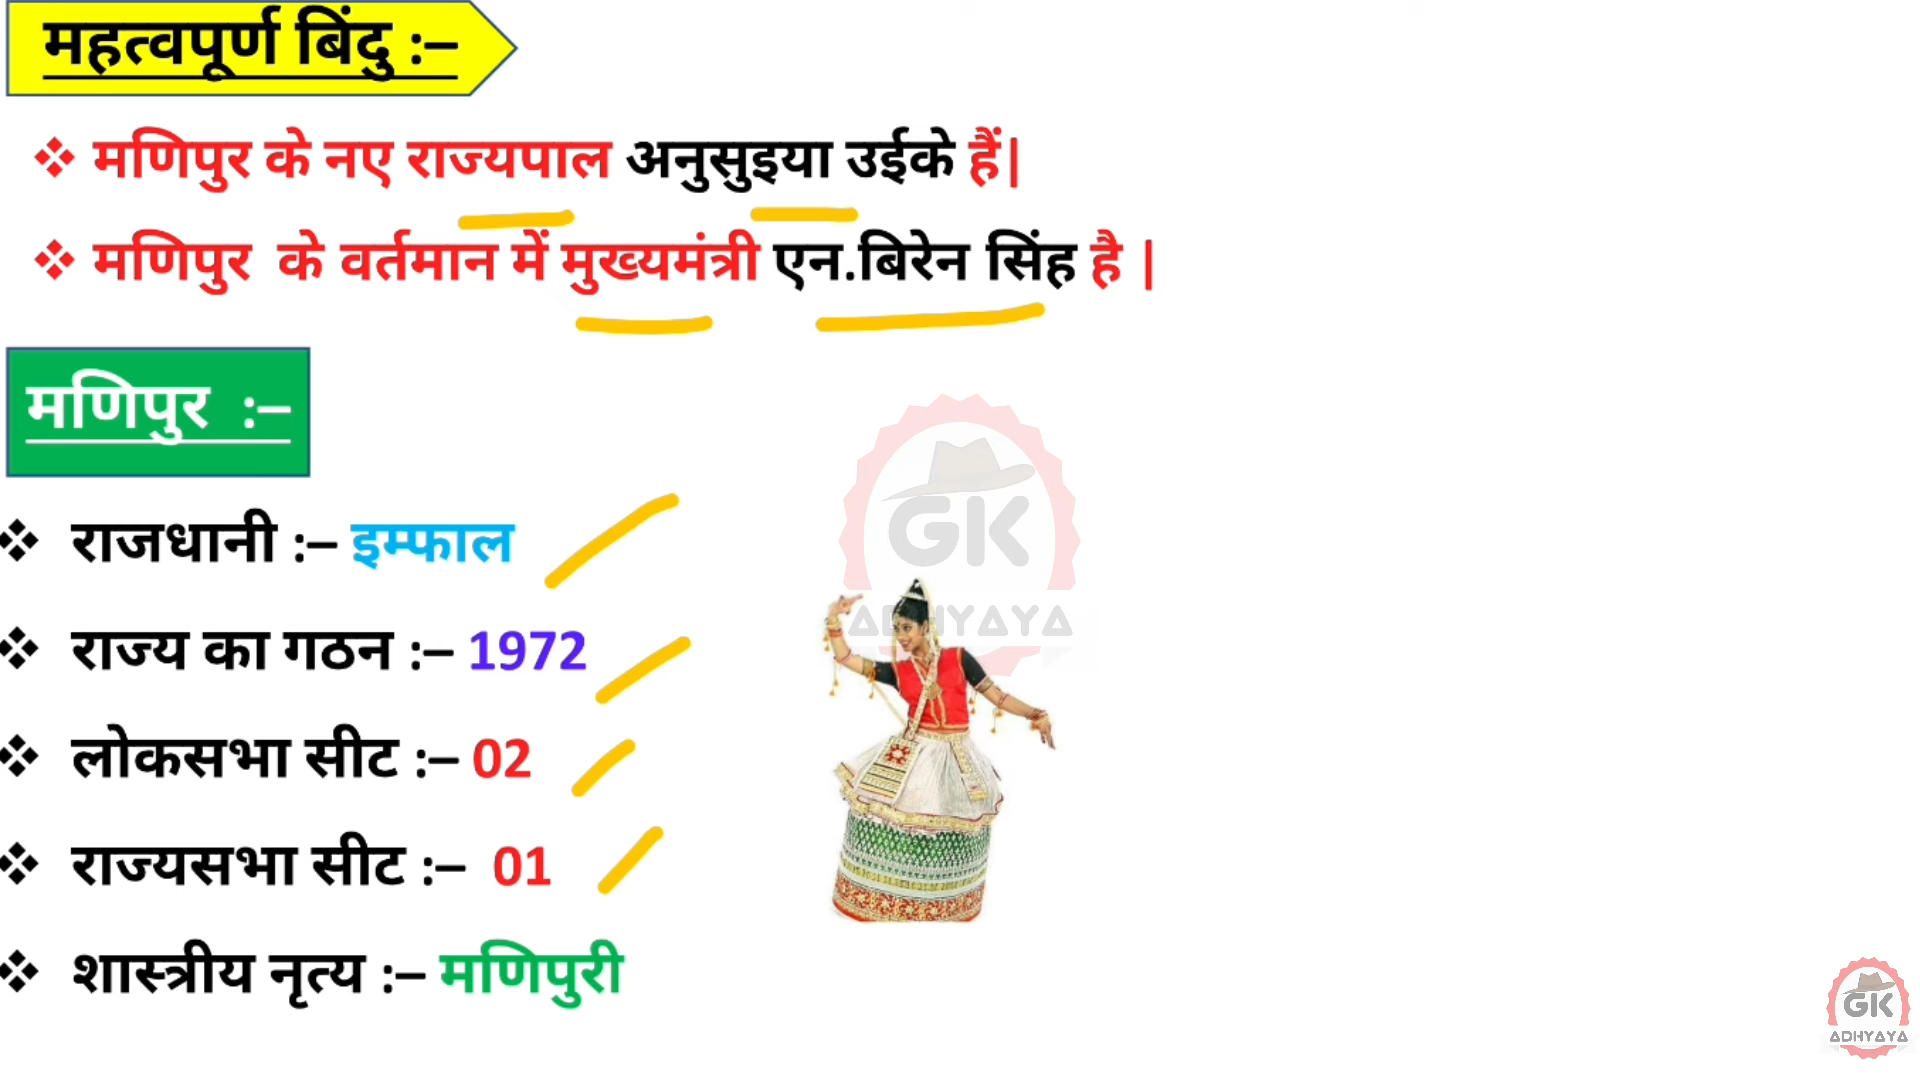 महत्वपूर्ण बिंदु :–
❖ मणिपुर के नए राज्यपाल अनुसुइया उईके हैं|
❖ मणिपुर के वर्तमान में मुख्यमंत्री एन.बिरेन सिंह है |
मणिपुर :–
❖ राजधानी :– इम्फाल
❖ राज्य का गठन :– 1972
❖ लोकसभा सीट :– 02
❖ राज्यसभा सीट :– 01
❖ शास्त्रीय नृत्य :– मणिपुरी
GK
ADHYAYA
GK
ADHYAYA